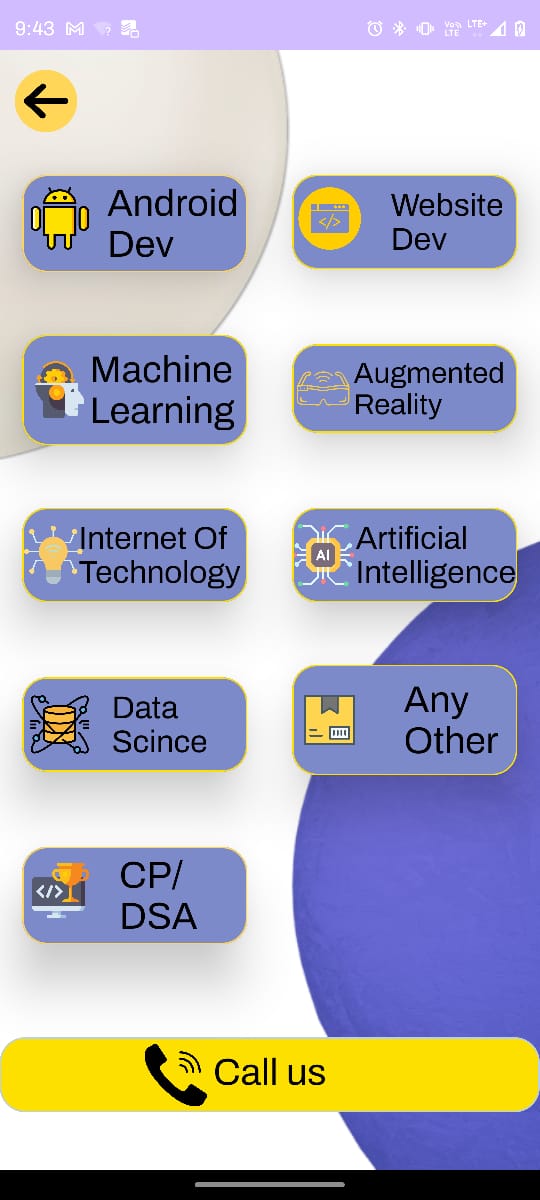 9:43
Vo
LTE
LTE+
Android
Dev
Website
Dev
</>
Machine
Learning
Augmented
Reality
Internet Of
Technology
AI
Artificial
Intelligence
Data
Scince
Any
Other
</>
CP/
DSA
Call us